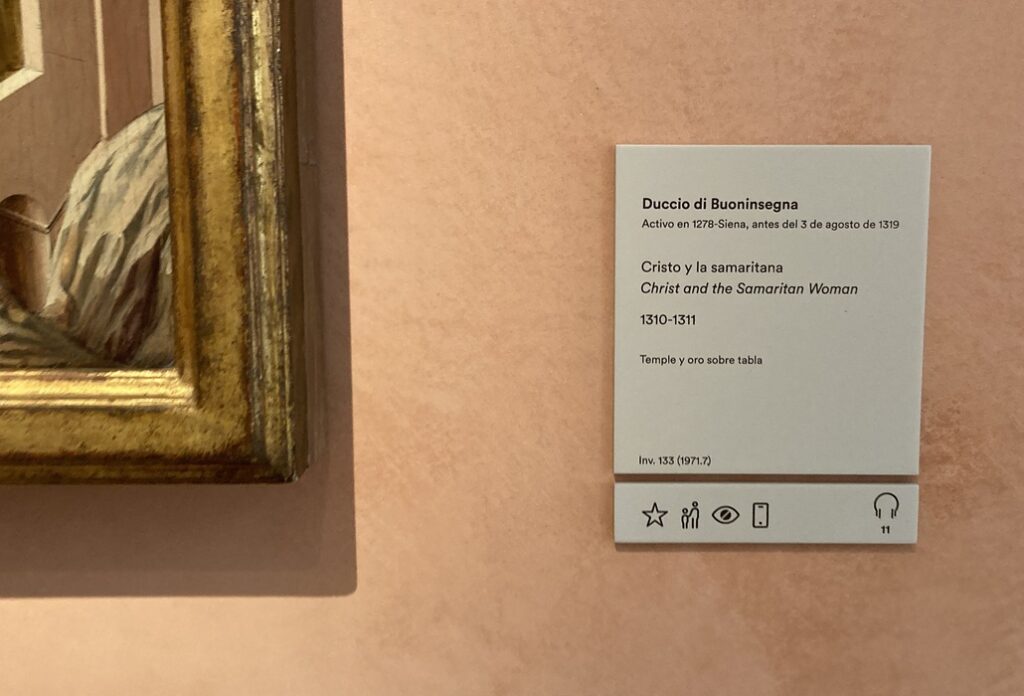 Duccio di Buoninsegna
Activo en 1278-Siena, antes del 3 de agosto de 1319
Cristo y la samaritana
Christ and the Samaritan Woman
1310-1311
Temple y oro sobre tabla
Inv. 133 (1971.7)
11